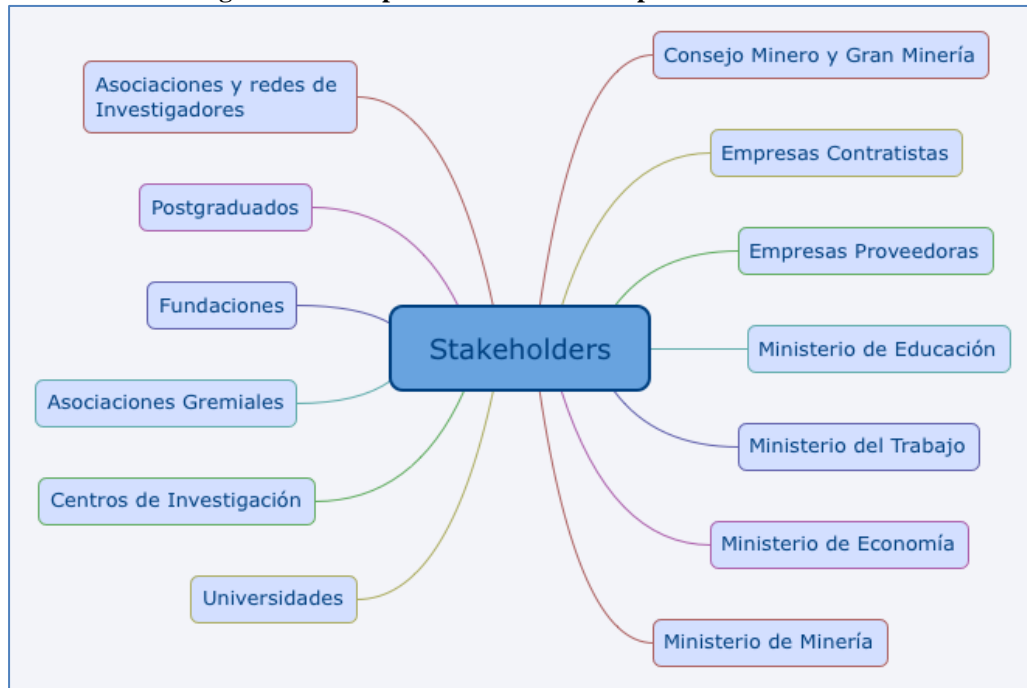 Asociaciones y redes de
Investigadores
Postgraduados
Fundaciones
Asociaciones Gremiales
Centros de Investigación
Universidades
Stakeholders
Consejo Minero y Gran Minería
Empresas Contratistas
Empresas Proveedoras
Ministerio de Educación
Ministerio del Trabajo
Ministerio de Economía
Ministerio de Minería